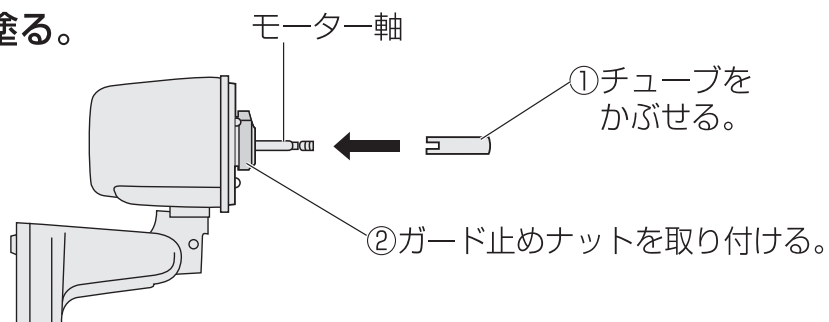 塗る。
モーター軸
①チューブを
かぶせる。
②ガード止めナットを取り付ける。